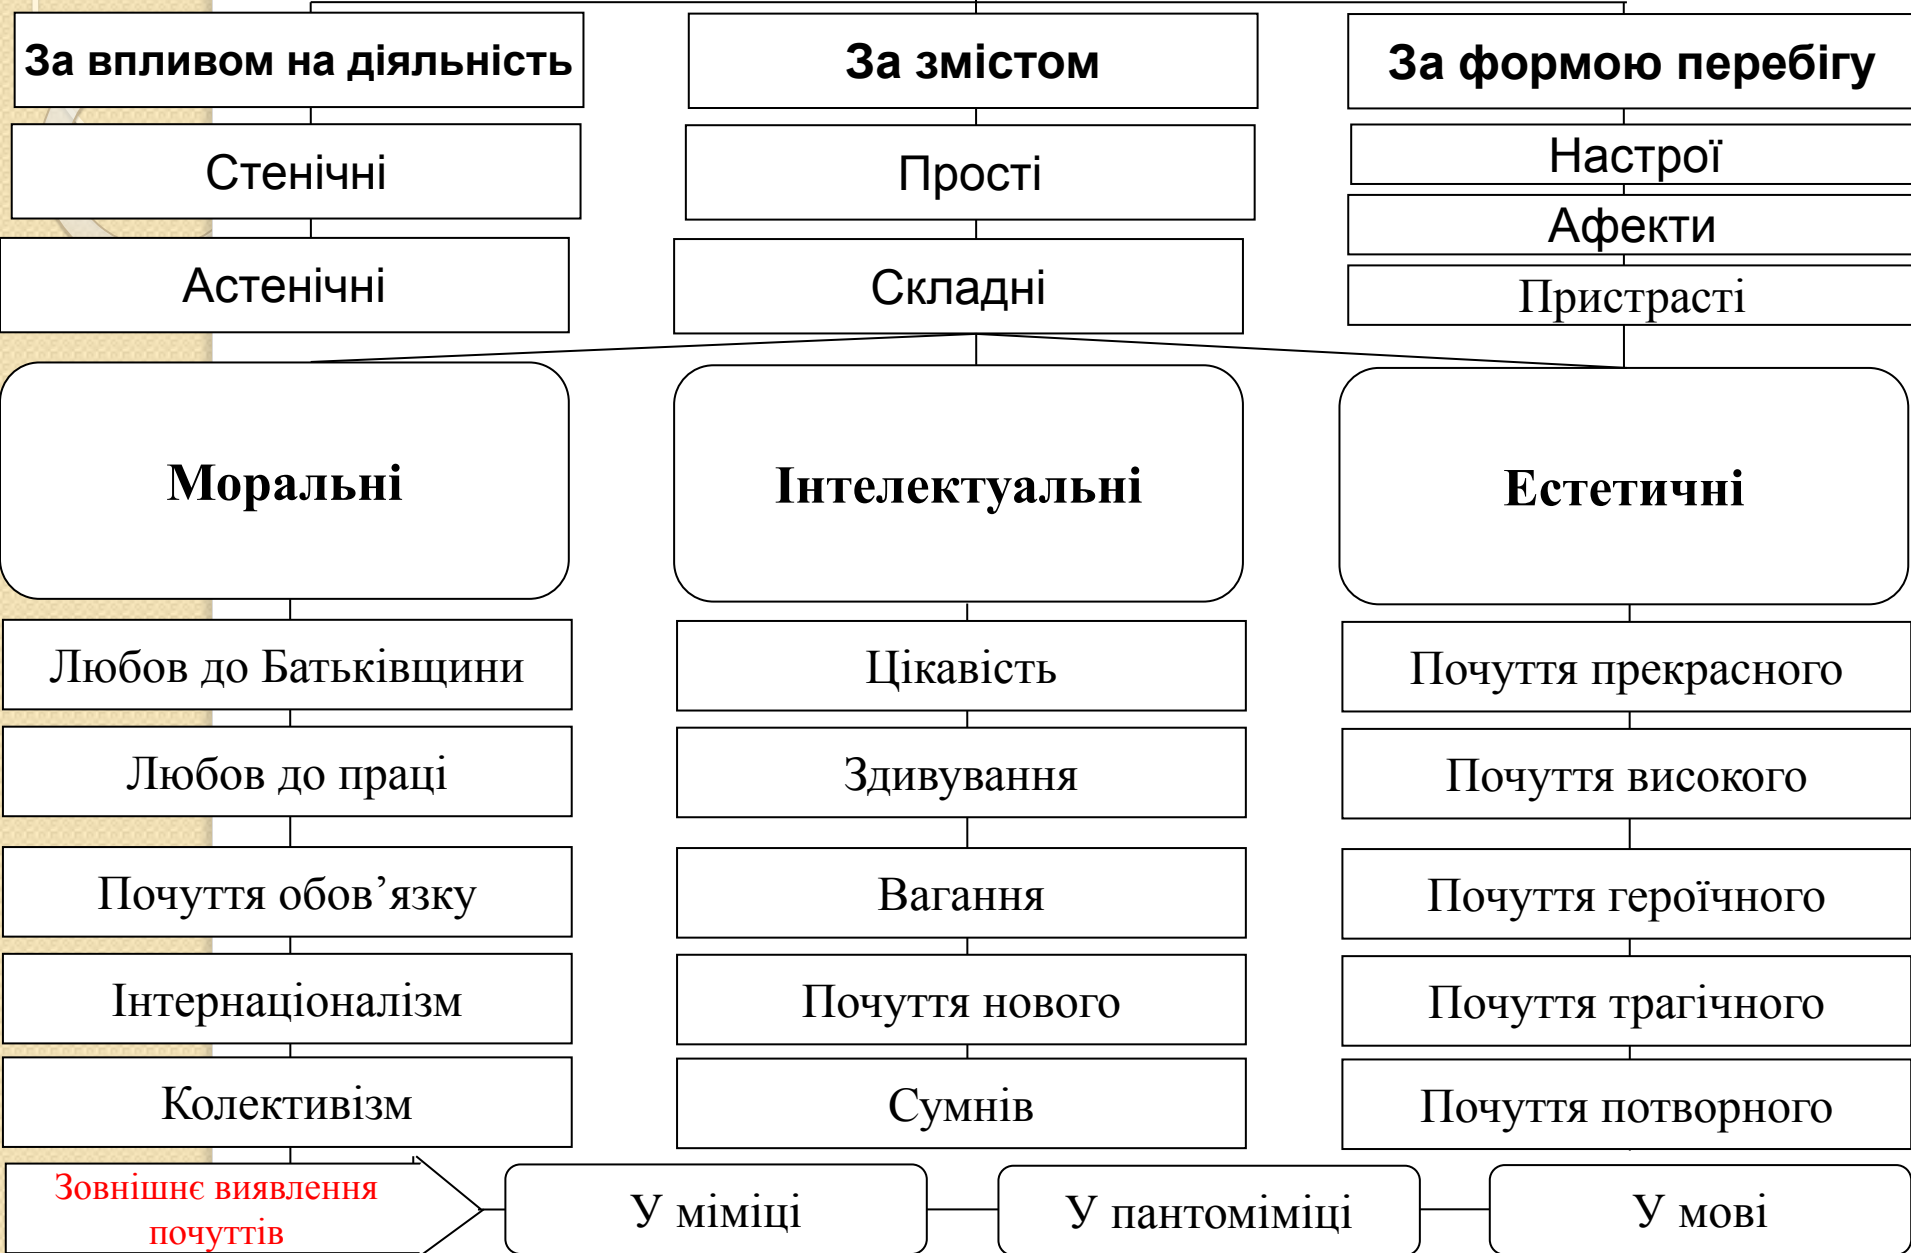 За впливом на діяльність
За змістом
За формою перебігу
Стенічні
Прості
Настрої
Афекти
Астенічні
Складні
Пристрасті
Моральні
Інтелектуальні
Естетичні
Любов до Батьківщини
Цікавість
Почуття прекрасного
Любов до праці
Здивування
Почуття високого
Почуття обов’язку
Вагання
Почуття героїчного
Інтернаціоналізм
Почуття нового
Почуття трагічного
Колективізм
Сумнів
Почуття потворного
Зовнішнє виявлення
почуттів
У міміці
У пантоміміці
У мові